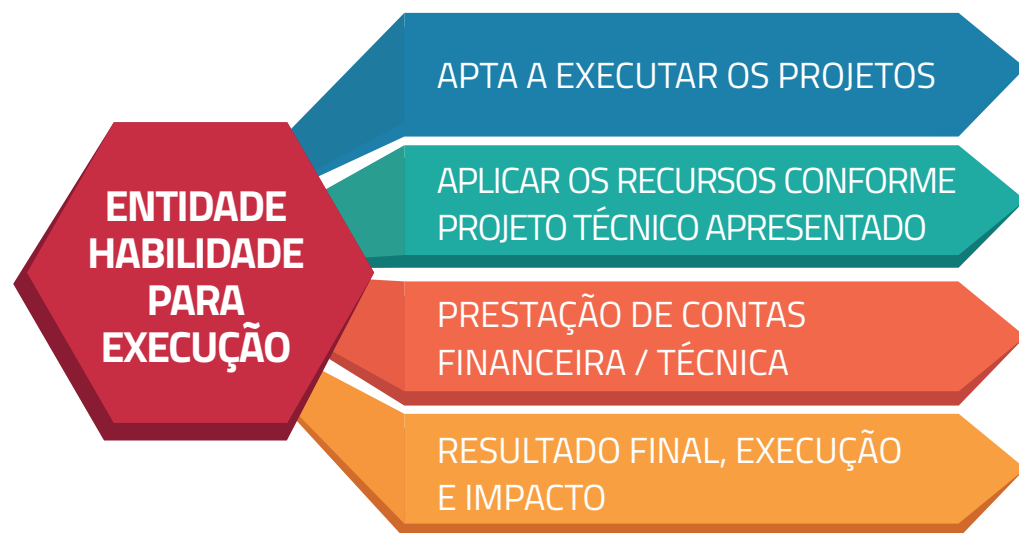 ENTIDADE
HABILIDADE
PARA
EXECUÇÃO
APTA A EXECUTAR OS PROJETOS
APLICAR OS RECURSOS CONFORME
PROJETO TÉCNICO APRESENTADO
PRESTAÇÃO DE CONTAS
FINANCEIRA / TÉCNICA
RESULTADO FINAL, EXECUÇÃO
E IMPACTO